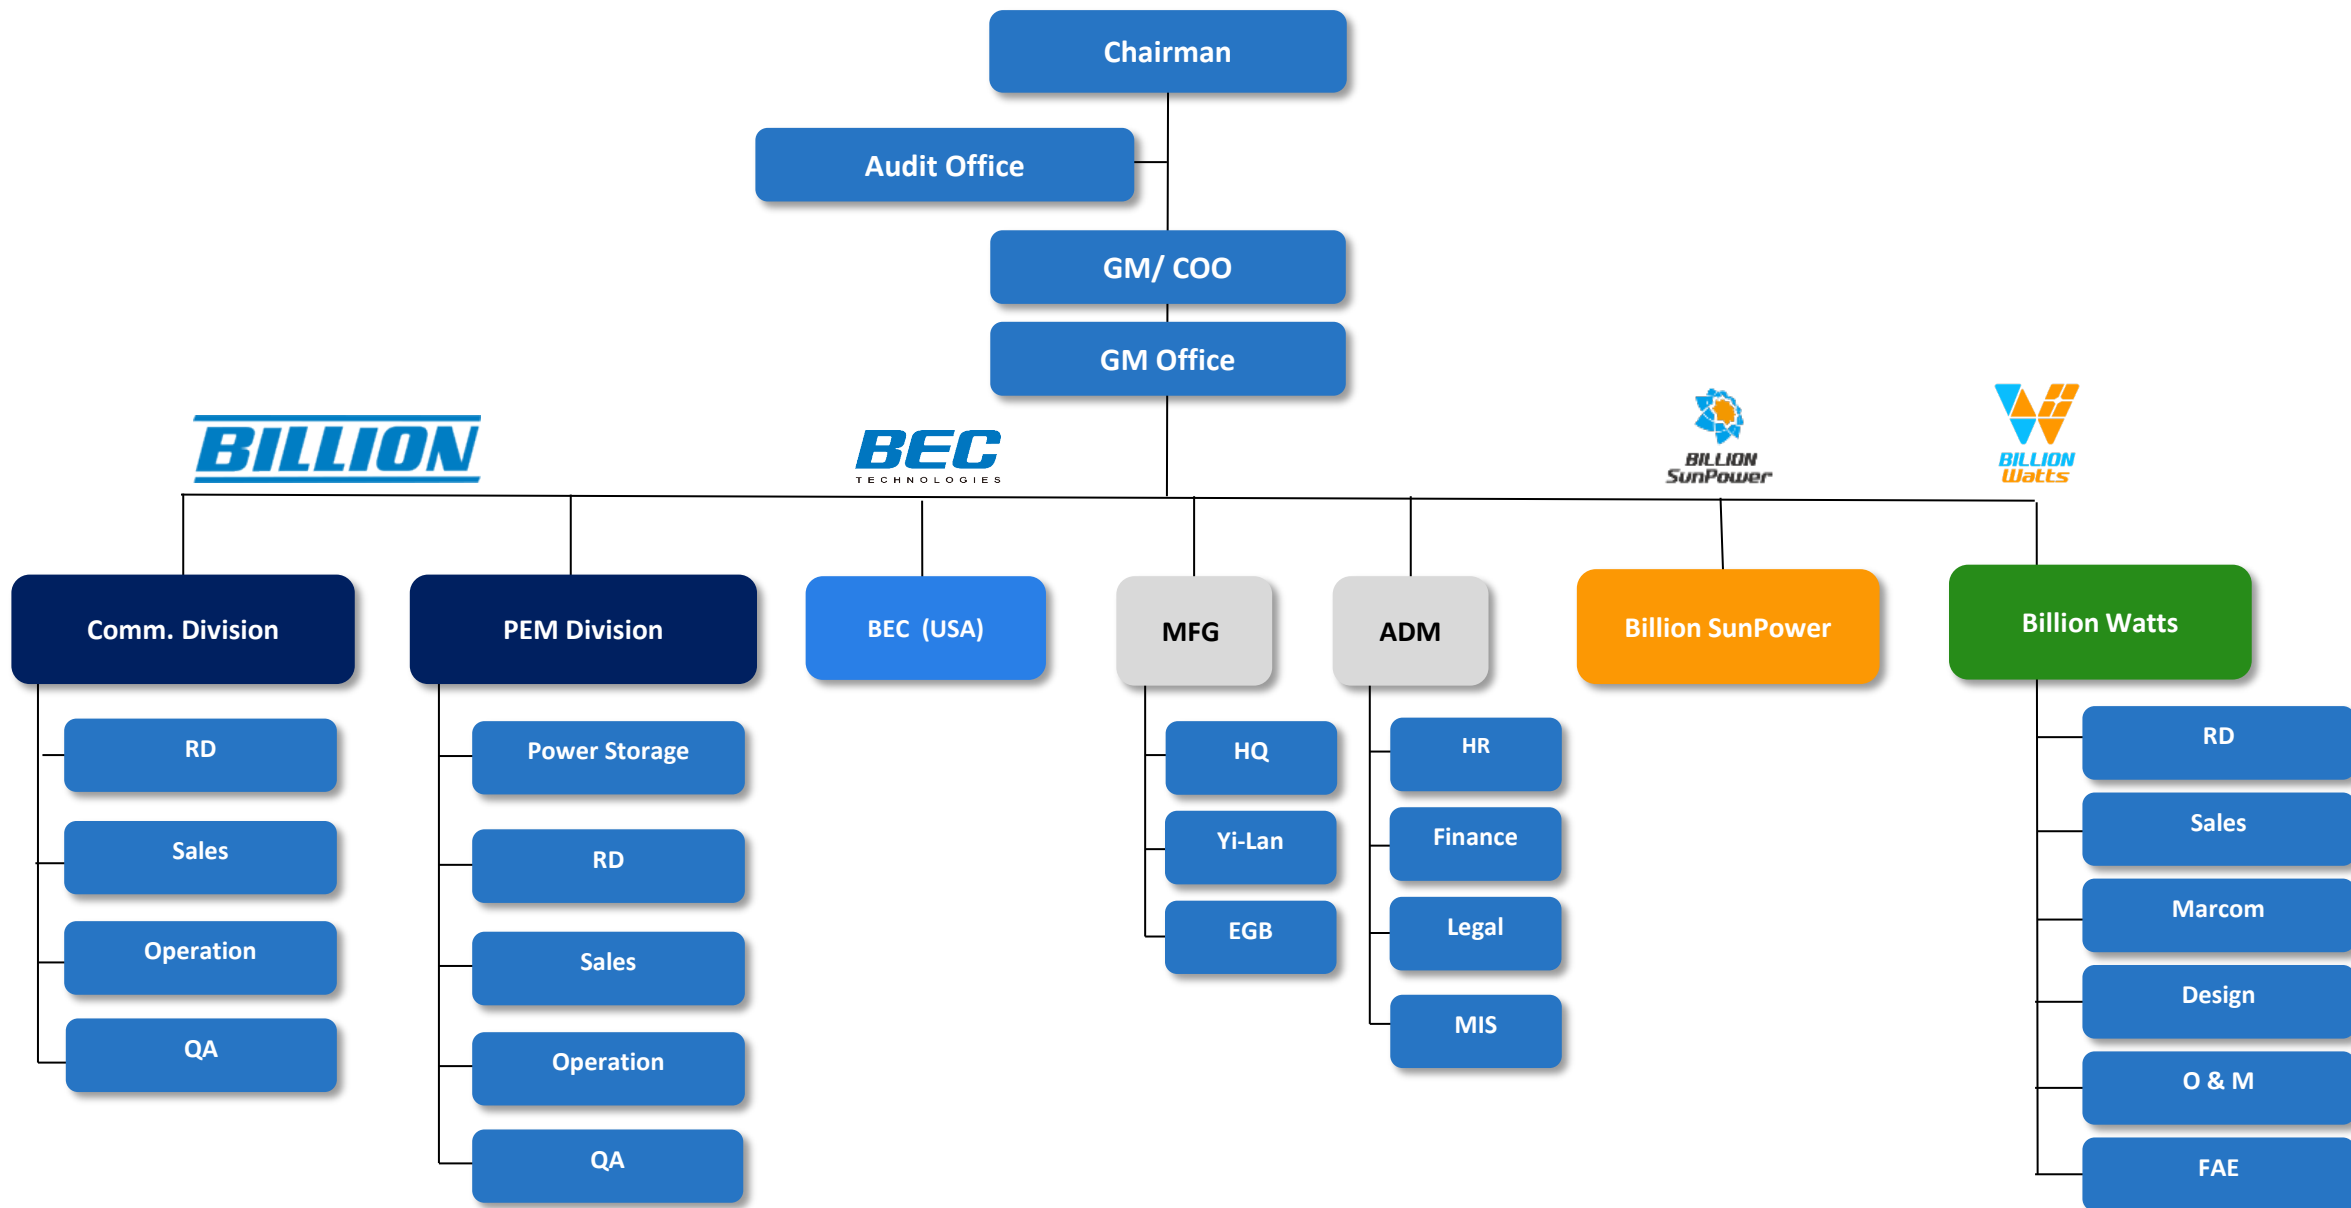 Chairman
Audit Office
GM/ COO
GM Office
BILLION
BEC
TECHNOLOGIES
BILLION
SunPower
BILLION
Watts
Comm. Division
PEM Division
BEC (USA)
MFG
ADM
Billion SunPower
Billion Watts
RD
Sales
Operation
QA
Power Storage
RD
Sales
Operation
QA
HQ
Yi-Lan
EGB
HR
Finance
Legal
MIS
RD
Sales
Marcom
Design
O & M
FAE